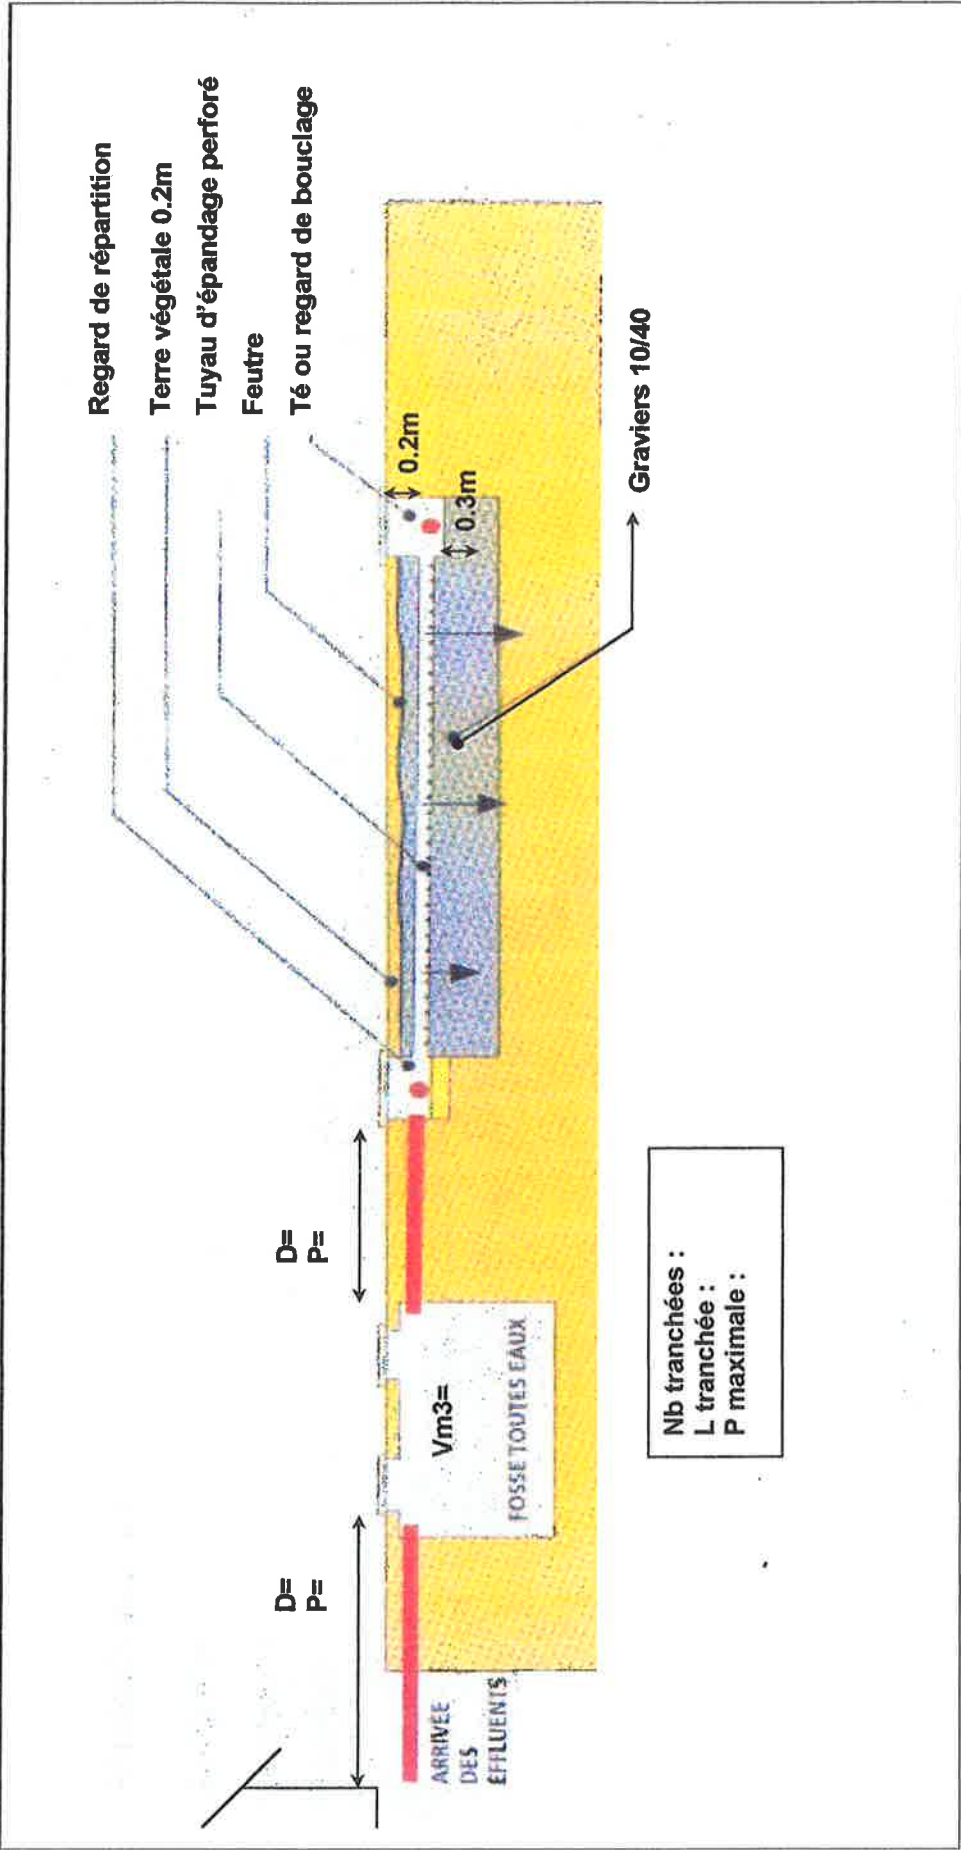 Regard de répartition
Terre végétale 0.2m
Tuyau d'épandage perforé
Feutre
Té ou regard de bouclage
D=
P=
D=
P=
0.2m
0.3m
ARRIVÉE
DES
EFFLUENTS
Vm3=
FOSSE TOUTES EAUX
Graviers 10/40
Nb tranchées :
L tranchée :
P maximale :